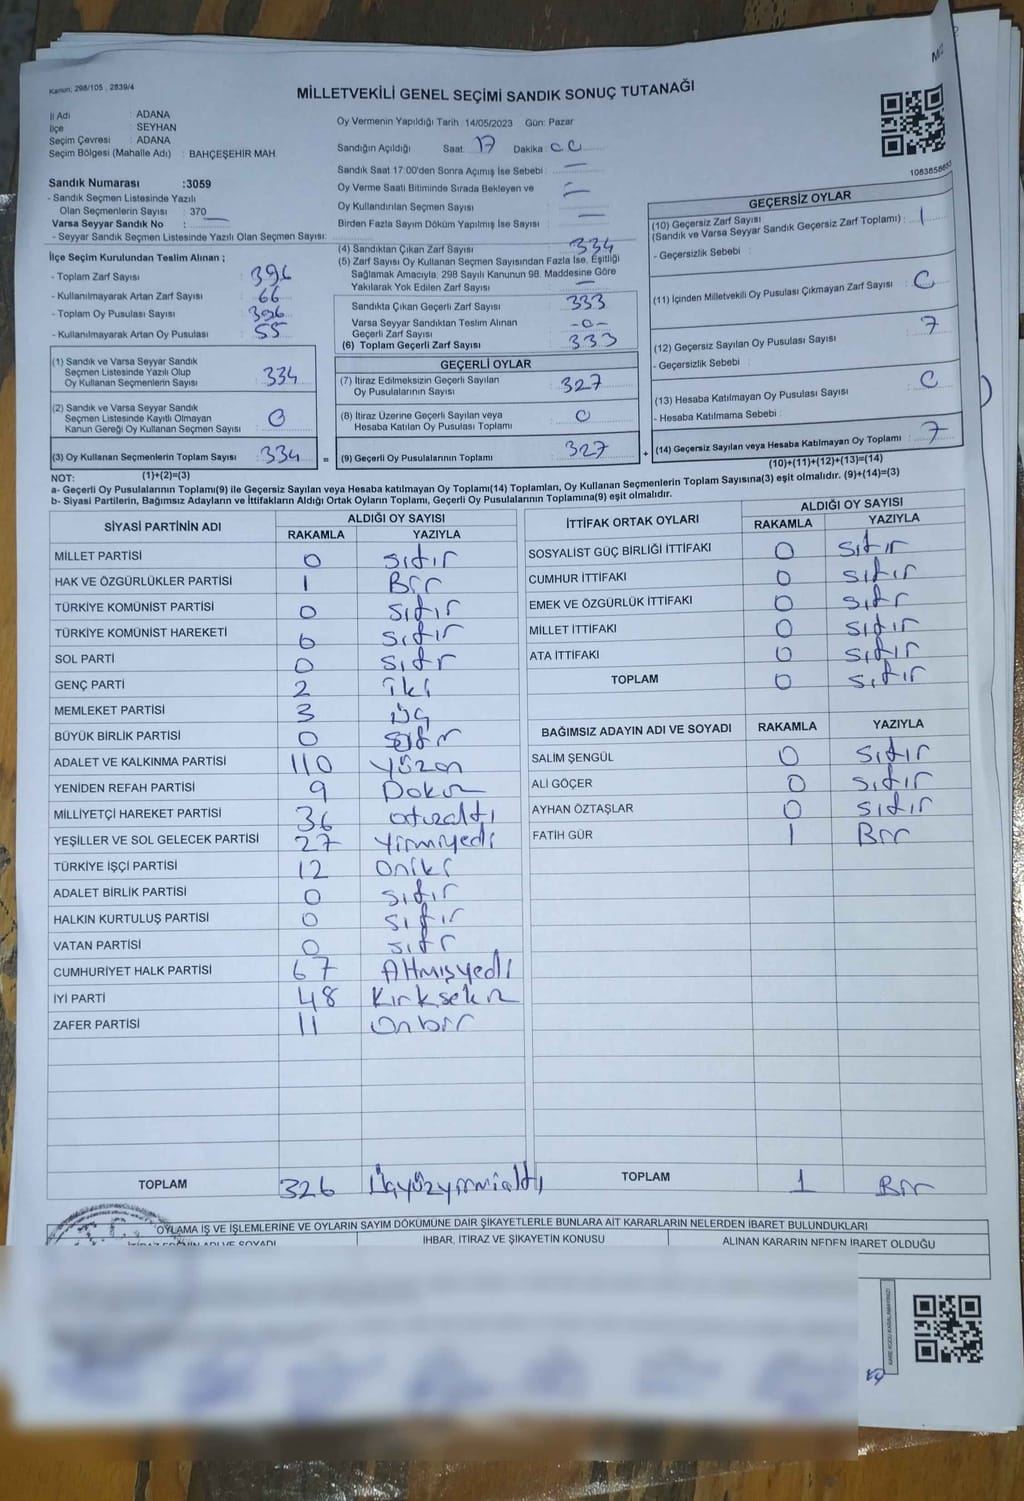 Kanun; 298/105 , 2839/4
MİLLETVEKİLİ GENEL SEÇİMİ SANDIK SONUÇ TUTANAĞI
İl Adı : ADANA
İlçe : SEYHAN
Seçim Çevresi : ADANA
Seçim Bölgesi (Mahalle Adı) : BAHÇEŞEHİR MAH
Sandık Numarası :3059
- Sandık Seçmen Listesinde Yazılı
Olan Seçmenlerin Sayısı : 370
Varsa Seyyar Sandık No :
- Seyyar Sandık Seçmen Listesinde Yazılı Olan Seçmen Sayısı:
Oy Vermenin Yapıldığı Tarih 14/05/2023 Gün: Pazar
Sandığın Açıldığı Saat: 17 Dakika
Sandık Saat 17:00'den Sonra Açımış İse Sebebi : —
Oy Verme Saati Bitiminde Sırada Bekleyen ve
Oy Kullandırılan Seçmen Sayısı
Birden Fazla Sayım Döküm Yapılmış İse Sayısı
1083858653
İlçe Seçim Kurulundan Teslim Alınan ;
- Toplam Zarf Sayısı : 396
- Kullanılmayarak Artan Zarf Sayısı : 66
- Toplam Oy Pusulası Sayısı : 396
- Kullanılmayarak Artan Oy Pusulası : 55
(4) Sandıktan Çıkan Zarf Sayısı 334
(5) Zarf Sayısı Oy Kullanan Seçmen Sayısından Fazla İse, Eşitliği
Sağlamak Amacıyla; 298 Sayılı Kanunun 98. Maddesine Göre
Yakılarak Yok Edilen Zarf Sayısı —
Sandıkta Çıkan Geçerli Zarf Sayısı 333
Varsa Seyyar Sandıktan Teslim Alınan
Geçerli Zarf Sayısı -0-
(6) Toplam Geçerli Zarf Sayısı 333
(1) Sandık ve Varsa Seyyar Sandık
Seçmen Listesinde Yazılı Olup
Oy Kullanan Seçmenlerin Sayısı 334
(2) Sandık ve Varsa Seyyar Sandık
Seçmen Listesinde Kayıtlı Olmayan
Kanun Gereği Oy Kullanan Seçmen Sayısı 0
(3) Oy Kullanan Seçmenlerin Toplam Sayısı : 334
GEÇERLİ OYLAR
(7) İtiraz Edilmeksizin Geçerli Sayılan
Oy Pusulalarının Sayısı : 327
(8) İtiraz Üzerine Geçerli Sayılan veya
Hesaba Katılan Oy Pusulası Toplamı : 0
= (9) Geçerli Oy Pusulalarının Toplamı 327 +
GEÇERSİZ OYLAR
(10) Geçersiz Zarf Sayısı
(Sandık ve Varsa Seyyar Sandık Geçersiz Zarf Toplamı) : 1
- Geçersizlik Sebebi :
(11) İçinden Milletvekili Oy Pusulası Çıkmayan Zarf Sayısı 0
(12) Geçersiz Sayılan Oy Pusulası Sayısı 7
- Geçersizlik Sebebi :
(13) Hesaba Katılmayan Oy Pusulası Sayısı 0
- Hesaba Katılmama Sebebi :
(14) Geçersiz Sayılan veya Hesaba Katılmayan Oy Toplamı : 7
NOT: (1)+(2)=(3)
(10)+(11)+(12)+(13)=(14)
a- Geçerli Oy Pusulalarının Toplamı(9) ile Geçersiz Sayılan veya Hesaba katılmayan Oy Toplamı(14) Toplamları, Oy Kullanan Seçmenlerin Toplam Sayısına(3) eşit olmalıdır. (9)+(14)=(3)
b- Siyasi Partilerin, Bağımsız Adayların ve İttifakların Aldığı Ortak Oyların Toplamı, Geçerli Oy Pusulalarının Toplamına(9) eşit olmalıdır.
SİYASİ PARTİNİN ADI ALDIĞI OY SAYISI
RAKAMLA YAZIYLA
MİLLET PARTİSİ 0 sıfır
HAK VE ÖZGÜRLÜKLER PARTİSİ 1 Bir
TÜRKİYE KOMÜNİST PARTİSİ 0 sıfır
TÜRKİYE KOMÜNİST HAREKETİ 0 sıfır
SOL PARTİ 0 sıfır
GENÇ PARTİ 2 iki
MEMLEKET PARTİSİ 3 üç
BÜYÜK BİRLİK PARTİSİ 0 sıfır
ADALET VE KALKINMA PARTİSİ 110 yüzon
YENİDEN REFAH PARTİSİ 9 Dokuz
MİLLİYETÇİ HAREKET PARTİSİ 36 otuzaltı
YEŞİLLER VE SOL GELECEK PARTİSİ 27 yirmiyedi
TÜRKİYE İŞÇİ PARTİSİ 12 oniki
ADALET BİRLİK PARTİSİ 0 sıfır
HALKIN KURTULUŞ PARTİSİ 0 sıfır
VATAN PARTİSİ 0 sıfır
CUMHURİYET HALK PARTİSİ 67 Altmışyedi
İYİ PARTİ 48 Kırksekiz
ZAFER PARTİSİ 11 Onbir
TOPLAM 326 Üçyüzyirmialtı
İTTİFAK ORTAK OYLARI ALDIĞI OY SAYISI
RAKAMLA YAZIYLA
SOSYALİST GÜÇ BİRLİĞİ İTTİFAKI 0 sıfır
CUMHUR İTTİFAKI 0 sıfır
EMEK VE ÖZGÜRLÜK İTTİFAKI 0 sıfır
MİLLET İTTİFAKI 0 sıfır
ATA İTTİFAKI 0 sıfır
TOPLAM 0 sıfır
BAĞIMSIZ ADAYIN ADI VE SOYADI RAKAMLA YAZIYLA
SALİM ŞENGÜL 0 sıfır
ALİ GÖÇER 0 sıfır
AYHAN ÖZTAŞLAR 0 sıfır
FATİH GÜR 1 Bir
TOPLAM 1 Bir
OYLAMA İŞ VE İŞLEMLERİNE VE OYLARIN SAYIM DÖKÜMÜNE DAİR ŞİKAYETLERLE BUNLARA AİT KARARLARIN NELERDEN İBARET BULUNDUKLARI
İHBAR, İTİRAZ VE ŞİKAYETİN KONUSU
ALINAN KARARIN NEDEN İBARET OLDUĞU